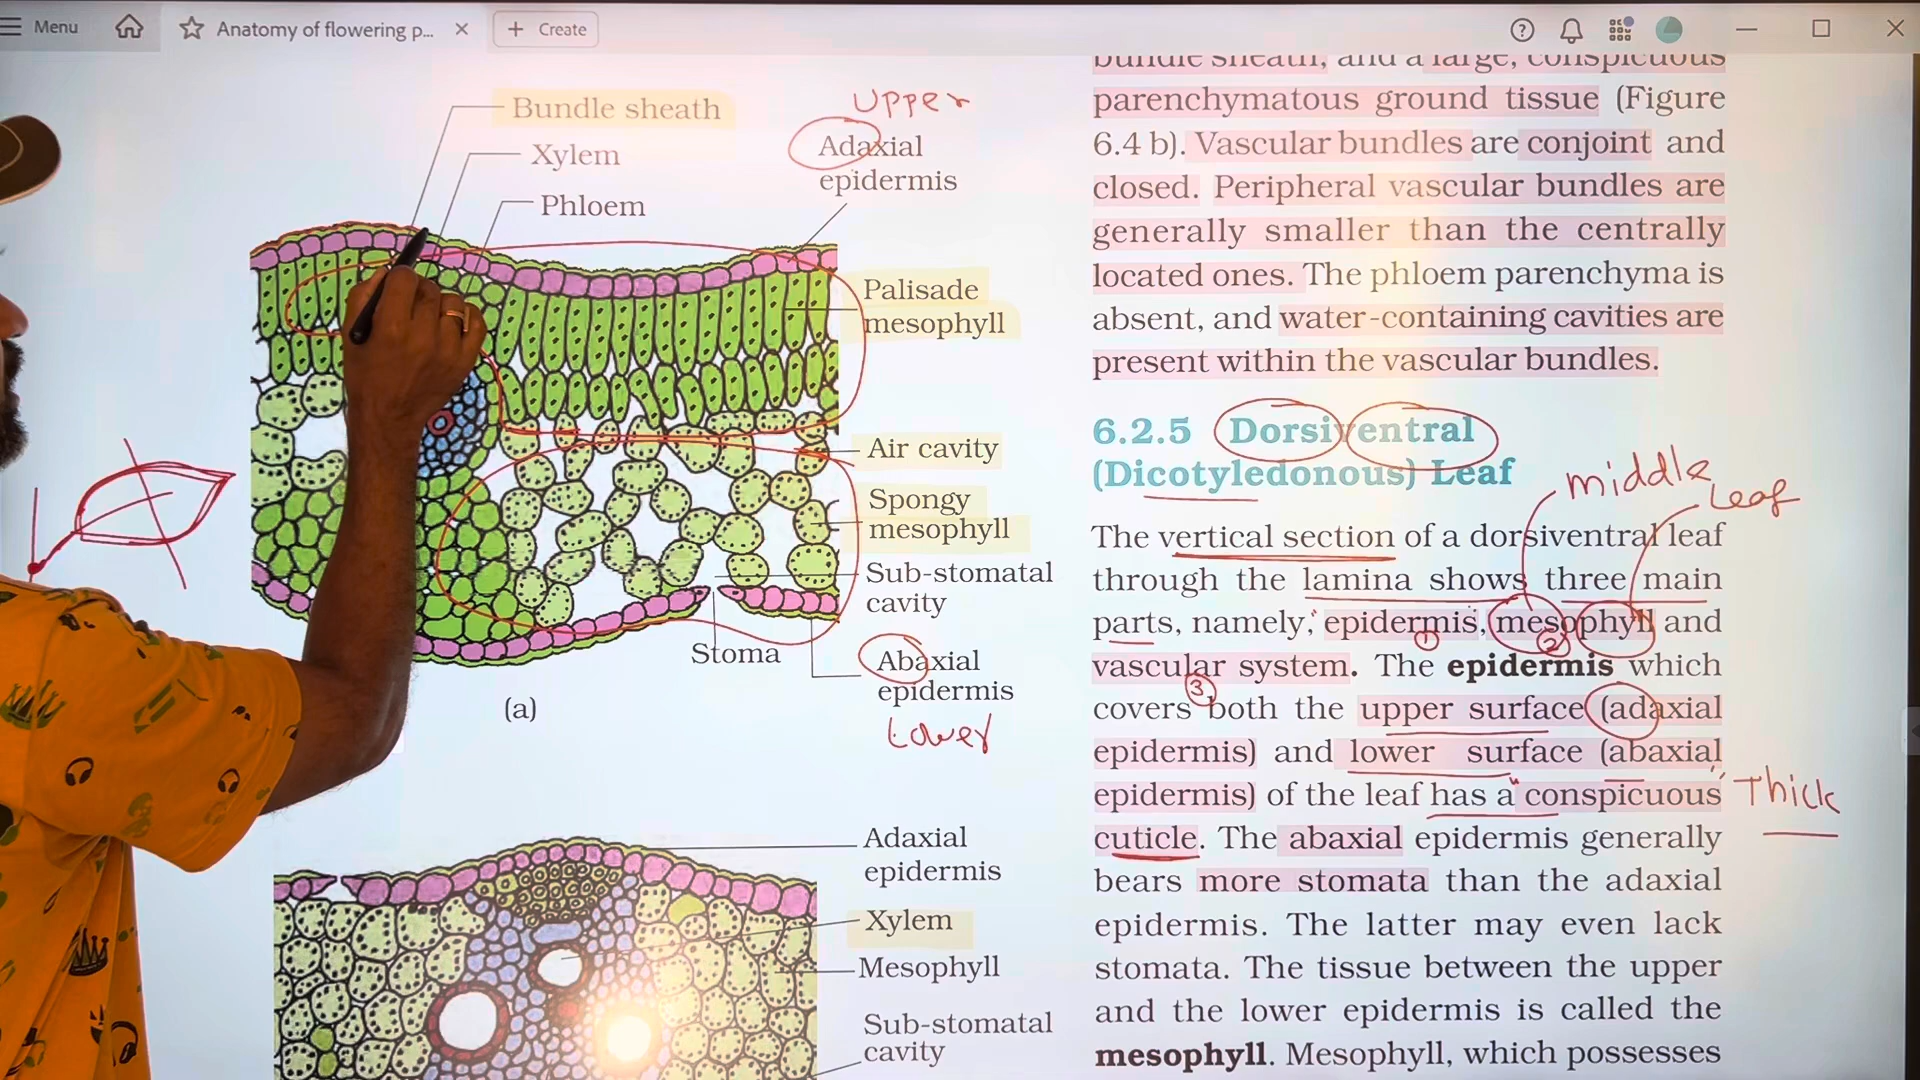 Menu
Anatomy of flowering p...
Create
Bundle sheath
Xylem
Phloem
Upper
Adaxial
epidermis
Palisade
mesophyll
Air cavity
Spongy
mesophyll
Sub-stomatal
cavity
Stoma
Abaxial
epidermis
Lower
(a)
Adaxial
epidermis
Xylem
Mesophyll
Sub-stomatal
cavity
bundle sheath, and a large, conspicuous
parenchymatous ground tissue (Figure
6.4 b). Vascular bundles are conjoint and
closed. Peripheral vascular bundles are
generally smaller than the centrally
located ones. The phloem parenchyma is
absent, and water-containing cavities are
present within the vascular bundles.
6.2.5 Dorsiventral
(Dicotyledonous) Leaf
middle
Leaf
The vertical section of a dorsiventral leaf
through the lamina shows three main
parts, namely, epidermis, mesophyll and
1 2
vascular system. The epidermis which
3
covers both the upper surface (adaxial
epidermis) and lower surface (abaxial
epidermis) of the leaf has a conspicuous
Thick
cuticle. The abaxial epidermis generally
bears more stomata than the adaxial
epidermis. The latter may even lack
stomata. The tissue between the upper
and the lower epidermis is called the
mesophyll. Mesophyll, which possesses